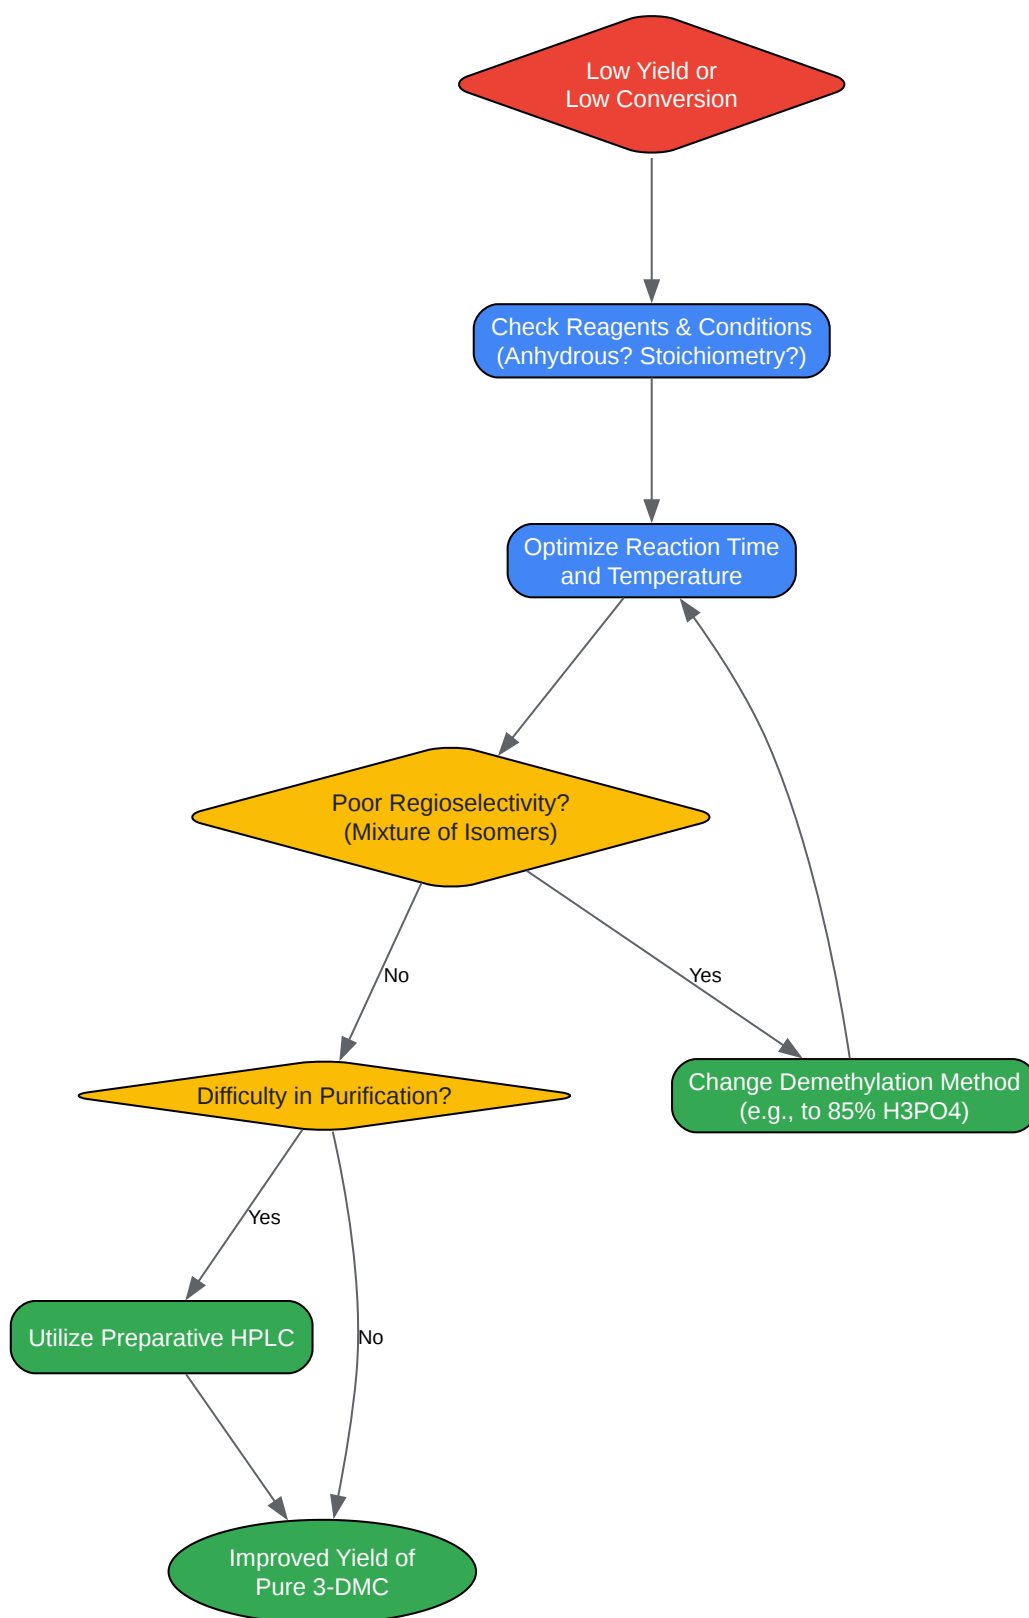 Low Yield or
Low Conversion
Check Reagents & Conditions
(Anhydrous? Stoichiometry?)
Optimize Reaction Time
and Temperature
Poor Regioselectivity?
(Mixture of Isomers)
No
Yes
Difficulty in Purification?
Change Demethylation Method
(e.g., to 85% H3PO4)
Yes
Utilize Preparative HPLC
No
Improved Yield of
Pure 3-DMC